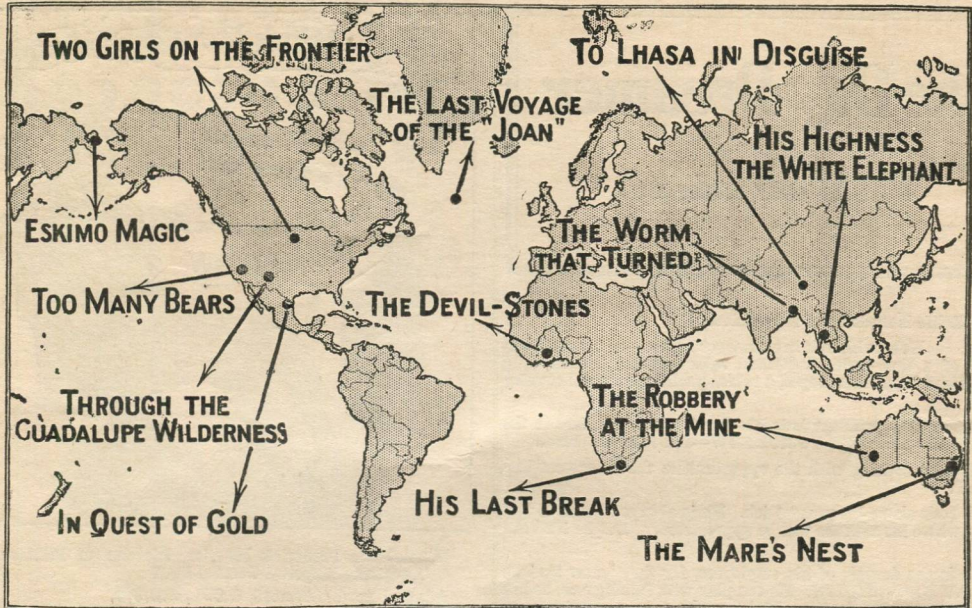 TWO GIRLS ON THE FRONTIER
TO LHASA IN DISGUISE
THE LAST VOYAGE
OF THE "JOAN"
HIS HIGHNESS
THE WHITE ELEPHANT
ESKIMO MAGIC
THE WORM
THAT TURNED
TOO MANY BEARS
THE DEVIL-STONES
THROUGH THE
GUADALUPE WILDERNESS
THE ROBBERY
AT THE MINE
HIS LAST BREAK
IN QUEST OF GOLD
THE MARE'S NEST